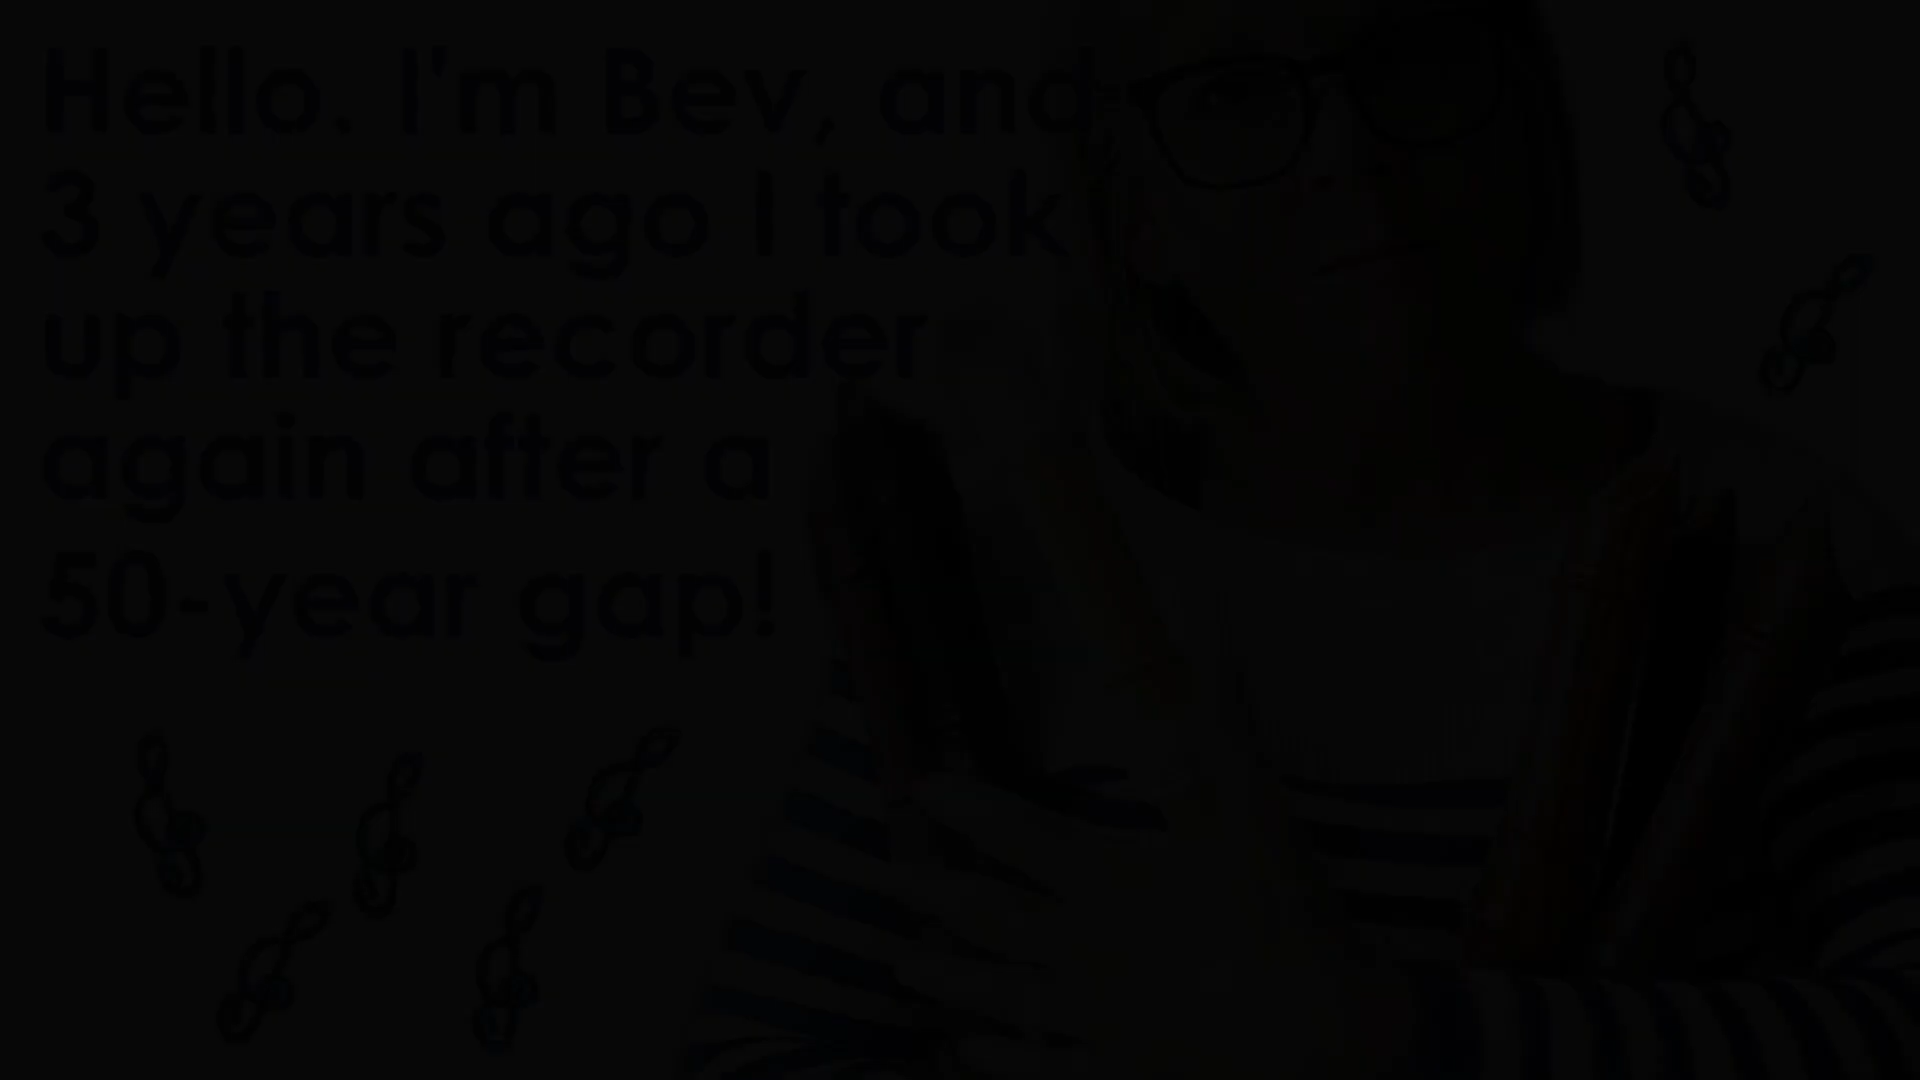 Hello. I'm Bev, and
3 years ago I took
up the recorder
again after a
50-year gap!